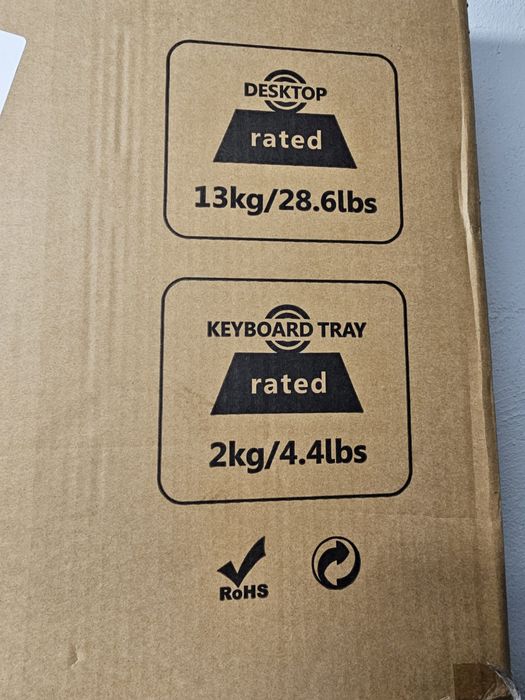 DESKTOP
rated
13kg/28.6lbs
KEYBOARD TRAY
rated
2kg/4.4lbs
RoHS